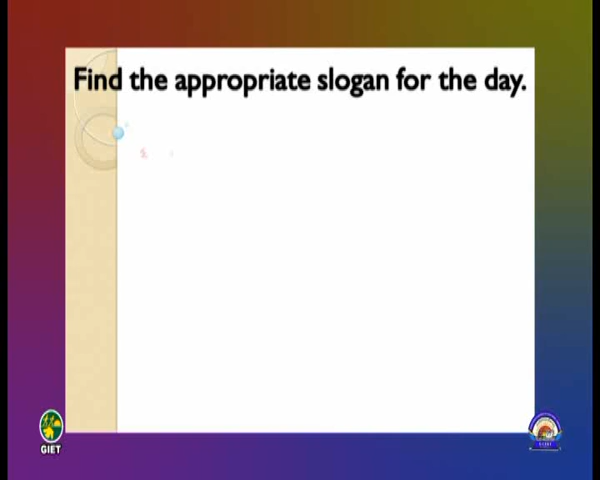 Find the appropriate slogan for the day.
GIET